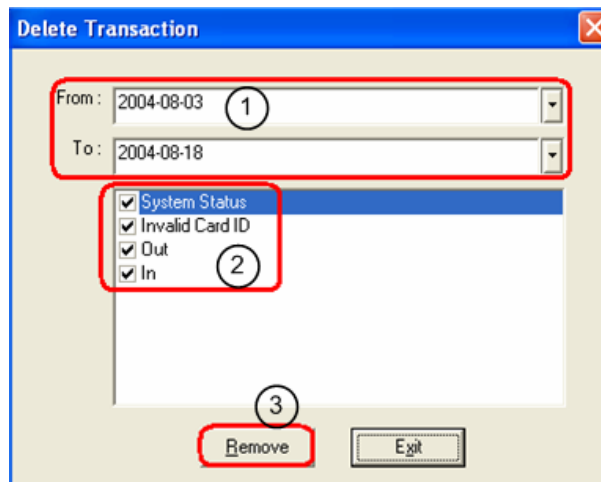 Delete Transaction
From : 2004-08-03 1
To : 2004-08-18
System Status
Invalid Card ID
Out
In 2
3
Remove Exit